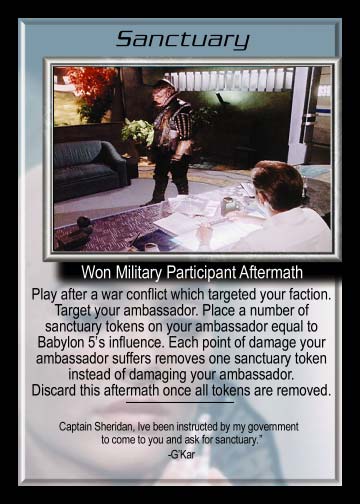 Sanctuary
Won Military Participant Aftermath
Play after a war conflict which targeted your faction.
Target your ambassador. Place a number of
sanctuary tokens on your ambassador equal to
Babylon 5's influence. Each point of damage your
ambassador suffers removes one sanctuary token
instead of damaging your ambassador.
Discard this aftermath once all tokens are removed.
Captain Sheridan, Ive been instructed by my government
to come to you and ask for sanctuary."
-G'Kar